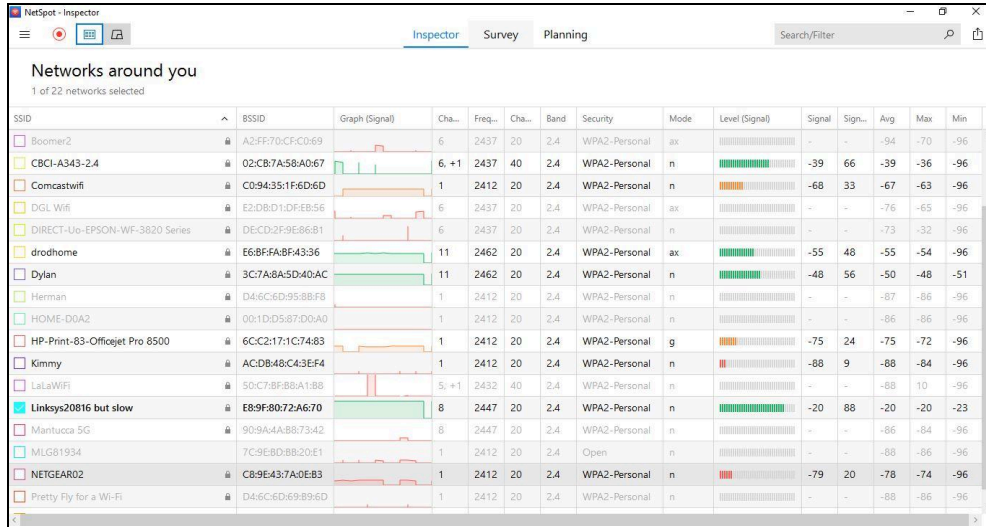 NetSpot - Inspector
Inspector Survey Planning Search/Filter
Networks around you
1 of 22 networks selected
SSID BSSID Graph (Signal) Cha... Freq... Cha... Band Security Mode Level (Signal) Signal Sign... Avg Max Min
Boomer2 A2:FF:70:CF:C0:69 6 2437 20 2.4 WPA2-Personal ax - - -94 -70 -96
CBCI-A343-2.4 02:CB:7A:58:A0:67 6, +1 2437 40 2.4 WPA2-Personal n -39 66 -39 -36 -96
Comcastwifi C0:94:35:1F:6D:6D 1 2412 20 2.4 WPA2-Personal n -68 33 -67 -63 -96
DGL Wifi E2:DB:D1:DF:EB:56 6 2437 20 2.4 WPA2-Personal ax - - -76 -65 -96
DIRECT-Uo-EPSON-WF-3820 Series DE:CD:2F:9E:86:B1 6 2437 20 2.4 WPA2-Personal n - - -73 -32 -96
drodhome E6:BF:FA:BF:43:36 11 2462 20 2.4 WPA2-Personal ax -55 48 -55 -54 -96
Dylan 3C:7A:8A:5D:40:AC 11 2462 20 2.4 WPA2-Personal n -48 56 -50 -48 -51
Herman D4:6C:6D:95:8B:F8 1 2412 20 2.4 WPA2-Personal n - - -87 -86 -96
HOME-D0A2 00:1D:D5:87:D0:A0 1 2412 20 2.4 WPA2-Personal n - - -86 -86 -96
HP-Print-83-Officejet Pro 8500 6C:C2:17:1C:74:83 1 2412 20 2.4 WPA2-Personal g -75 24 -75 -72 -96
Kimmy AC:DB:48:C4:3E:F4 1 2412 20 2.4 WPA2-Personal n -88 9 -88 -84 -96
LaLaWiFi 50:C7:BF:88:A1:B8 5, +1 2432 40 2.4 WPA2-Personal n - - -88 10 -96
Linksys20816 but slow E8:9F:80:72:A6:70 8 2447 20 2.4 WPA2-Personal n -20 88 -20 -20 -23
Mantucca 5G 90:9A:4A:B8:73:42 8 2447 20 2.4 WPA2-Personal n - - -86 -84 -96
MLG81934 7C:9E:BD:BB:20:E1 1 2412 20 2.4 Open n - - -88 -86 -96
NETGEAR02 C8:9E:43:7A:0E:B3 1 2412 20 2.4 WPA2-Personal n -79 20 -78 -74 -96
Pretty Fly for a Wi-Fi D4:6C:6D:69:B9:6D 1 2412 20 2.4 WPA2-Personal n - - -88 -86 -96